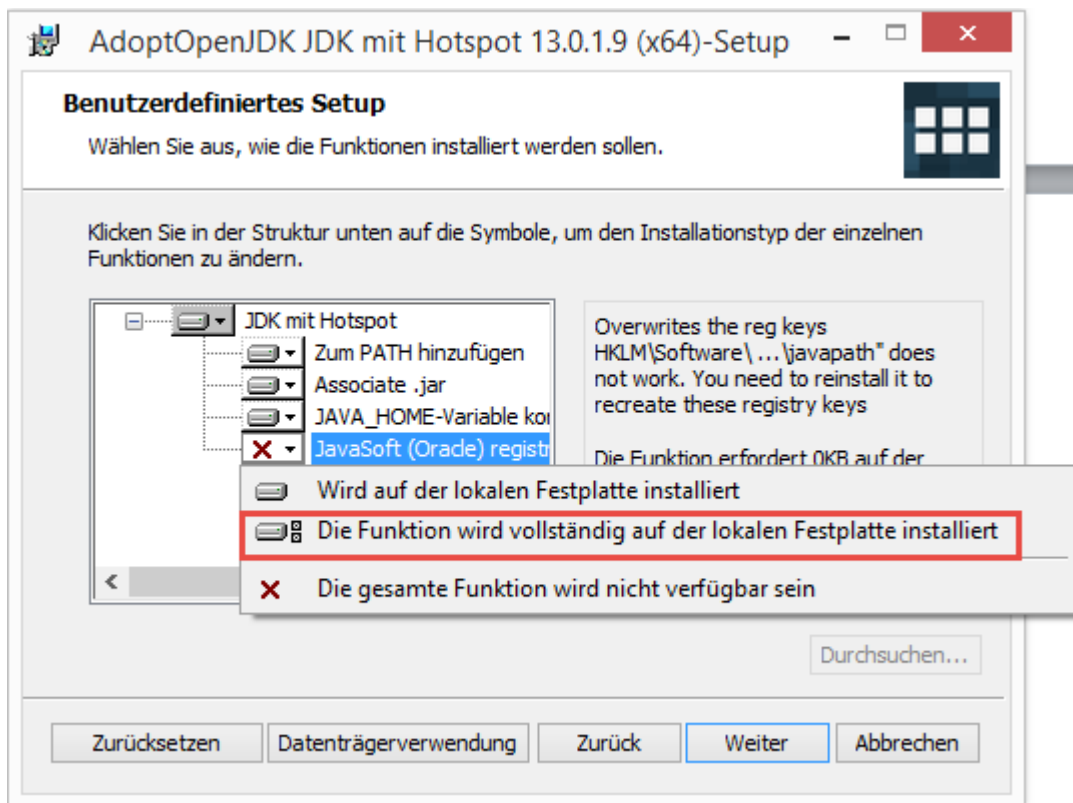 AdoptOpenJDK JDK mit Hotspot 13.0.1.9 (x64)-Setup
Benutzerdefiniertes Setup
Wählen Sie aus, wie die Funktionen installiert werden sollen.
Klicken Sie in der Struktur unten auf die Symbole, um den Installationstyp der einzelnen
Funktionen zu ändern.
JDK mit Hotspot
Zum PATH hinzufügen
Associate .jar
JAVA_HOME-Variable kon
JavaSoft (Oracle) registr
Overwrites the reg keys
HKLM\Software\ ...\javapath" does
not work. You need to reinstall it to
recreate these registry keys
Die Funktion erfordert 0KB auf der
Wird auf der lokalen Festplatte installiert
Die Funktion wird vollständig auf der lokalen Festplatte installiert
Die gesamte Funktion wird nicht verfügbar sein
Durchsuchen...
Zurücksetzen
Datenträgerverwendung
Zurück
Weiter
Abbrechen